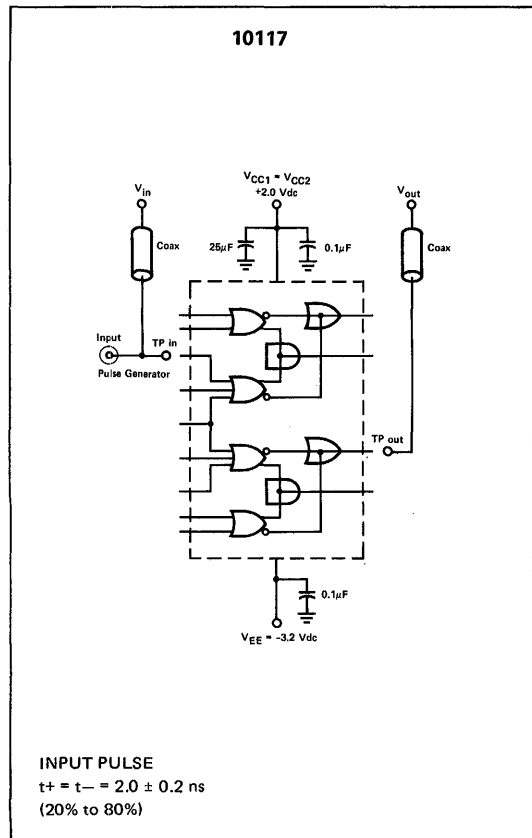 10117
VCC1 = VCC2
+2.0 Vdc
Vin
Vout
25μF
0.1μF
Coax
Coax
Input
TP in
Pulse Generator
TP out
0.1μF
VEE = -3.2 Vdc
INPUT PULSE
t+ = t– = 2.0 ± 0.2 ns
(20% to 80%)